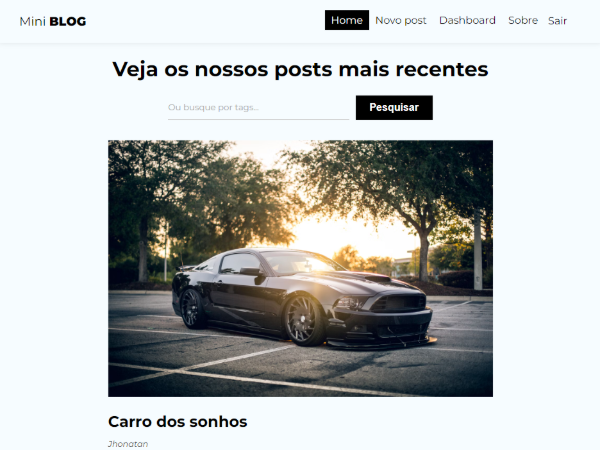 Mini BLOG
Home Novo post Dashboard Sobre Sair
Veja os nossos posts mais recentes
Ou busque por tags...
Pesquisar
Carro dos sonhos
Jhonatan